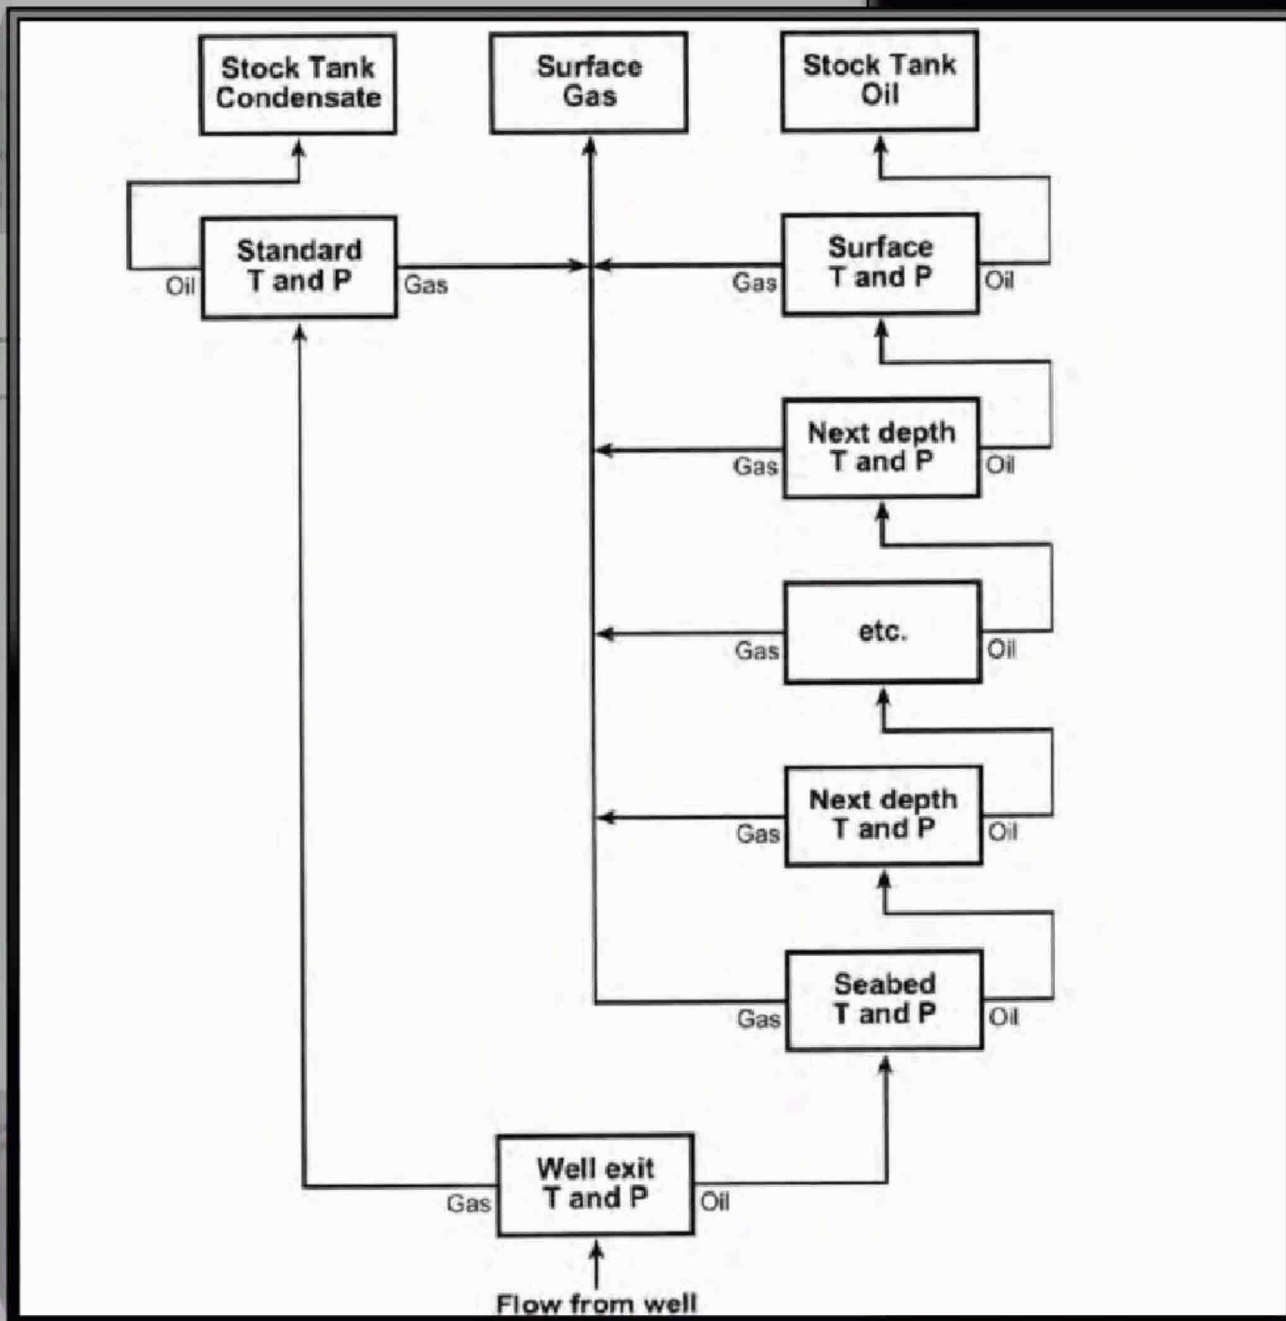 Stock Tank
Condensate
Surface
Gas
Stock Tank
Oil
Standard
T and P
Oil
Gas
Surface
T and P
Gas
Oil
Next depth
T and P
Gas
Oil
etc.
Gas
Oil
Next depth
T and P
Gas
Oil
Seabed
T and P
Gas
Oil
Well exit
T and P
Gas
Oil
Flow from well